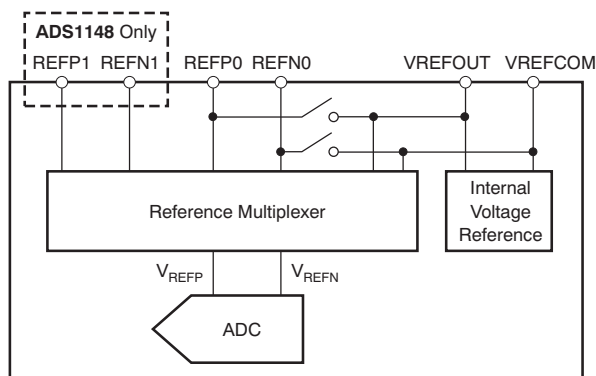 ADS1148 Only
REFP1 REFN1 REFP0 REFN0 VREFOUT VREFCOM
Reference Multiplexer
Internal
Voltage
Reference
VREFP VREFN
ADC